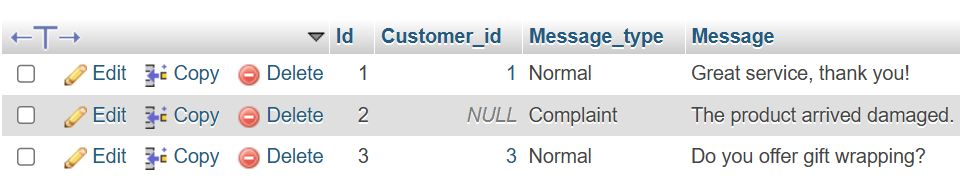 Id Customer_id Message_type Message
Edit Copy Delete 1 1 Normal Great service, thank you!
Edit Copy Delete 2 NULL Complaint The product arrived damaged.
Edit Copy Delete 3 3 Normal Do you offer gift wrapping?